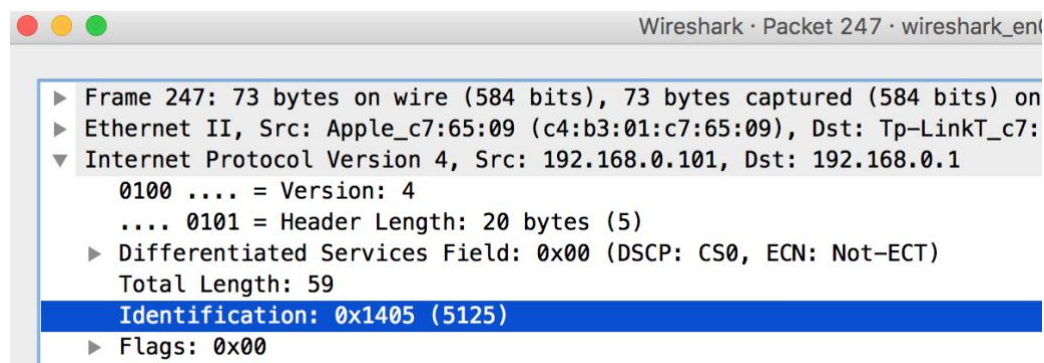 Wireshark · Packet 247 · wireshark_en0
Frame 247: 73 bytes on wire (584 bits), 73 bytes captured (584 bits) on
Ethernet II, Src: Apple_c7:65:09 (c4:b3:01:c7:65:09), Dst: Tp-LinkT_c7:
Internet Protocol Version 4, Src: 192.168.0.101, Dst: 192.168.0.1
0100 .... = Version: 4
.... 0101 = Header Length: 20 bytes (5)
Differentiated Services Field: 0x00 (DSCP: CS0, ECN: Not-ECT)
Total Length: 59
Identification: 0x1405 (5125)
Flags: 0x00